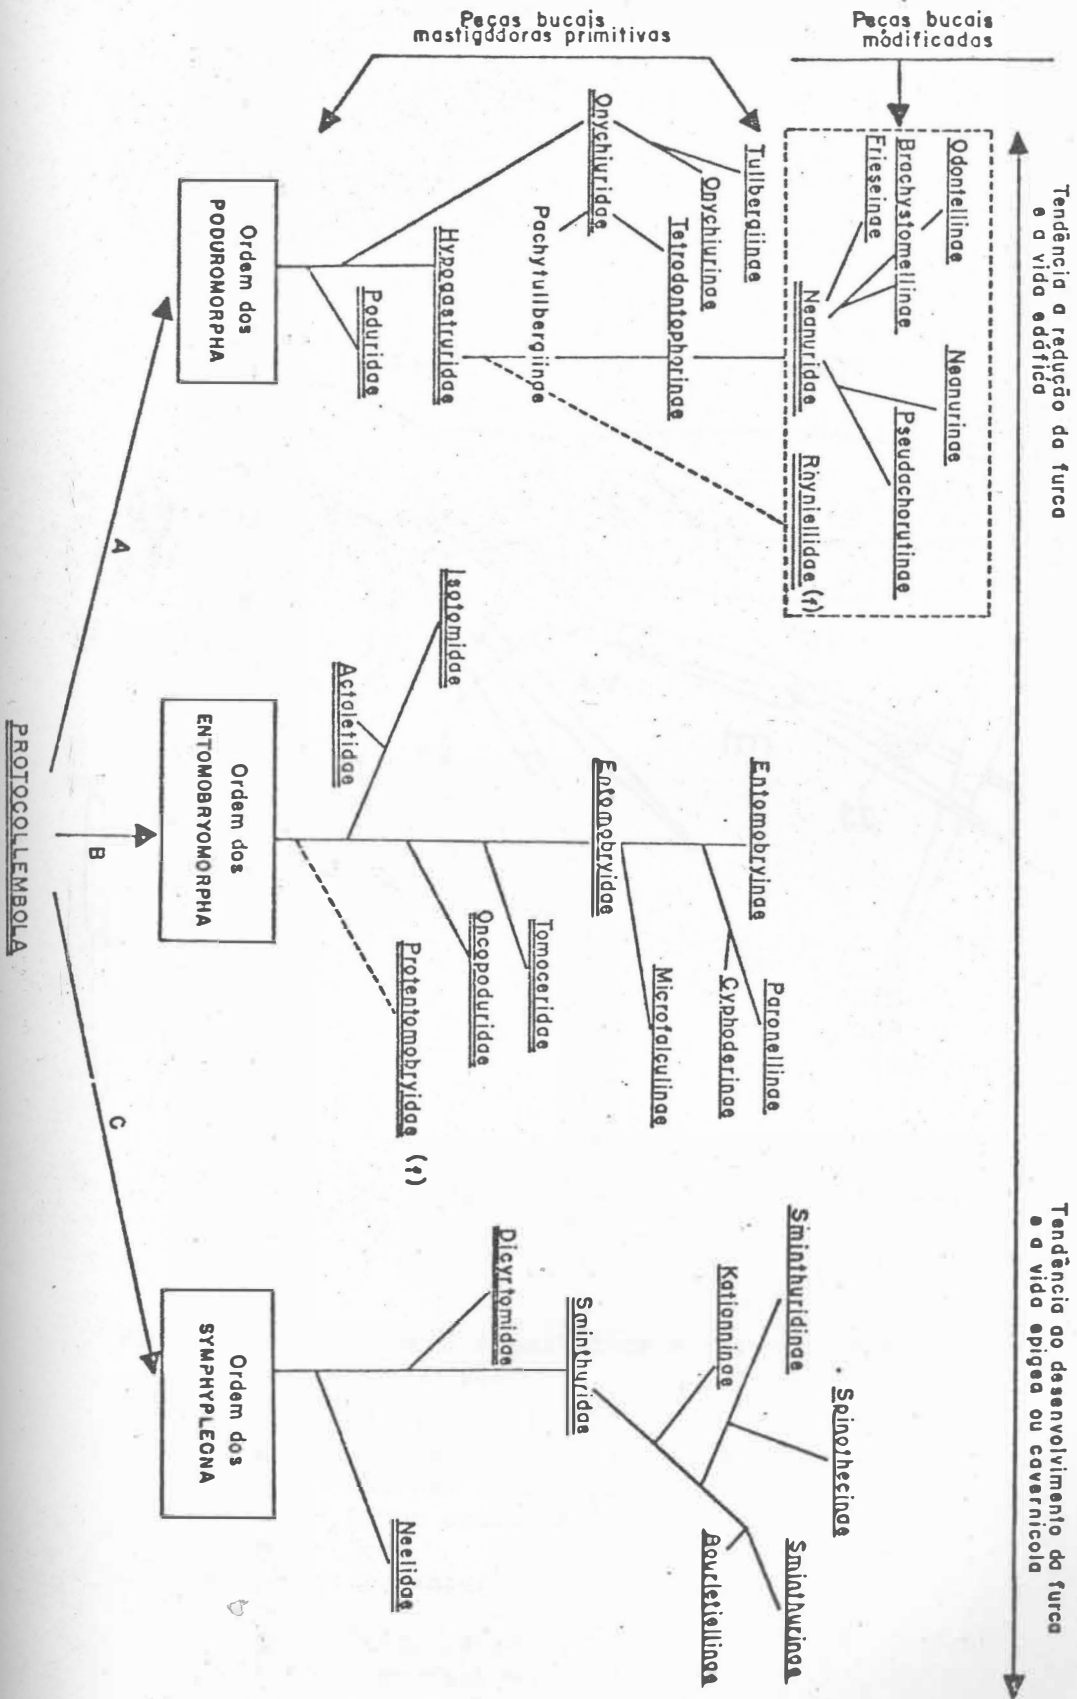 Peças bucais
modificadas
Peças bucais
mastigadoras primitivas
Tendência a redução da furca
e a vida edáfica
Tendência ao desenvolvimento da furca
e a vida epigea ou cavernícola
Odontellinae
Brachystomellinae
Frieseinae
Neanurinae
Pseudachorutinae
Neanuridae
Rhyniellidae (f)
Tullbergiinae
Onychiurinae
Tetrodontophorinae
Onychiuridae
Pachytullbergiinae
Hypogastruridae
Poduridae
Ordem dos
PODUROMORPHA
Entomobryinae
Paronellinae
Cyphoderinae
Microfalculinae
Entomobryidae
Tomoceridae
Oncopoduridae
Isotomidae
Protentomobryidae (f)
Actaletidae
Ordem dos
ENTOMOBRYOMORPHA
Spinothecinae
Sminthuridinae
Sminthurinae
Katianninae
Bourletiellinae
Sminthuridae
Dicyrtomidae
Neelidae
Ordem dos
SYMPHYPLEONA
A
B
C
PROTOCOLLEMBOLA